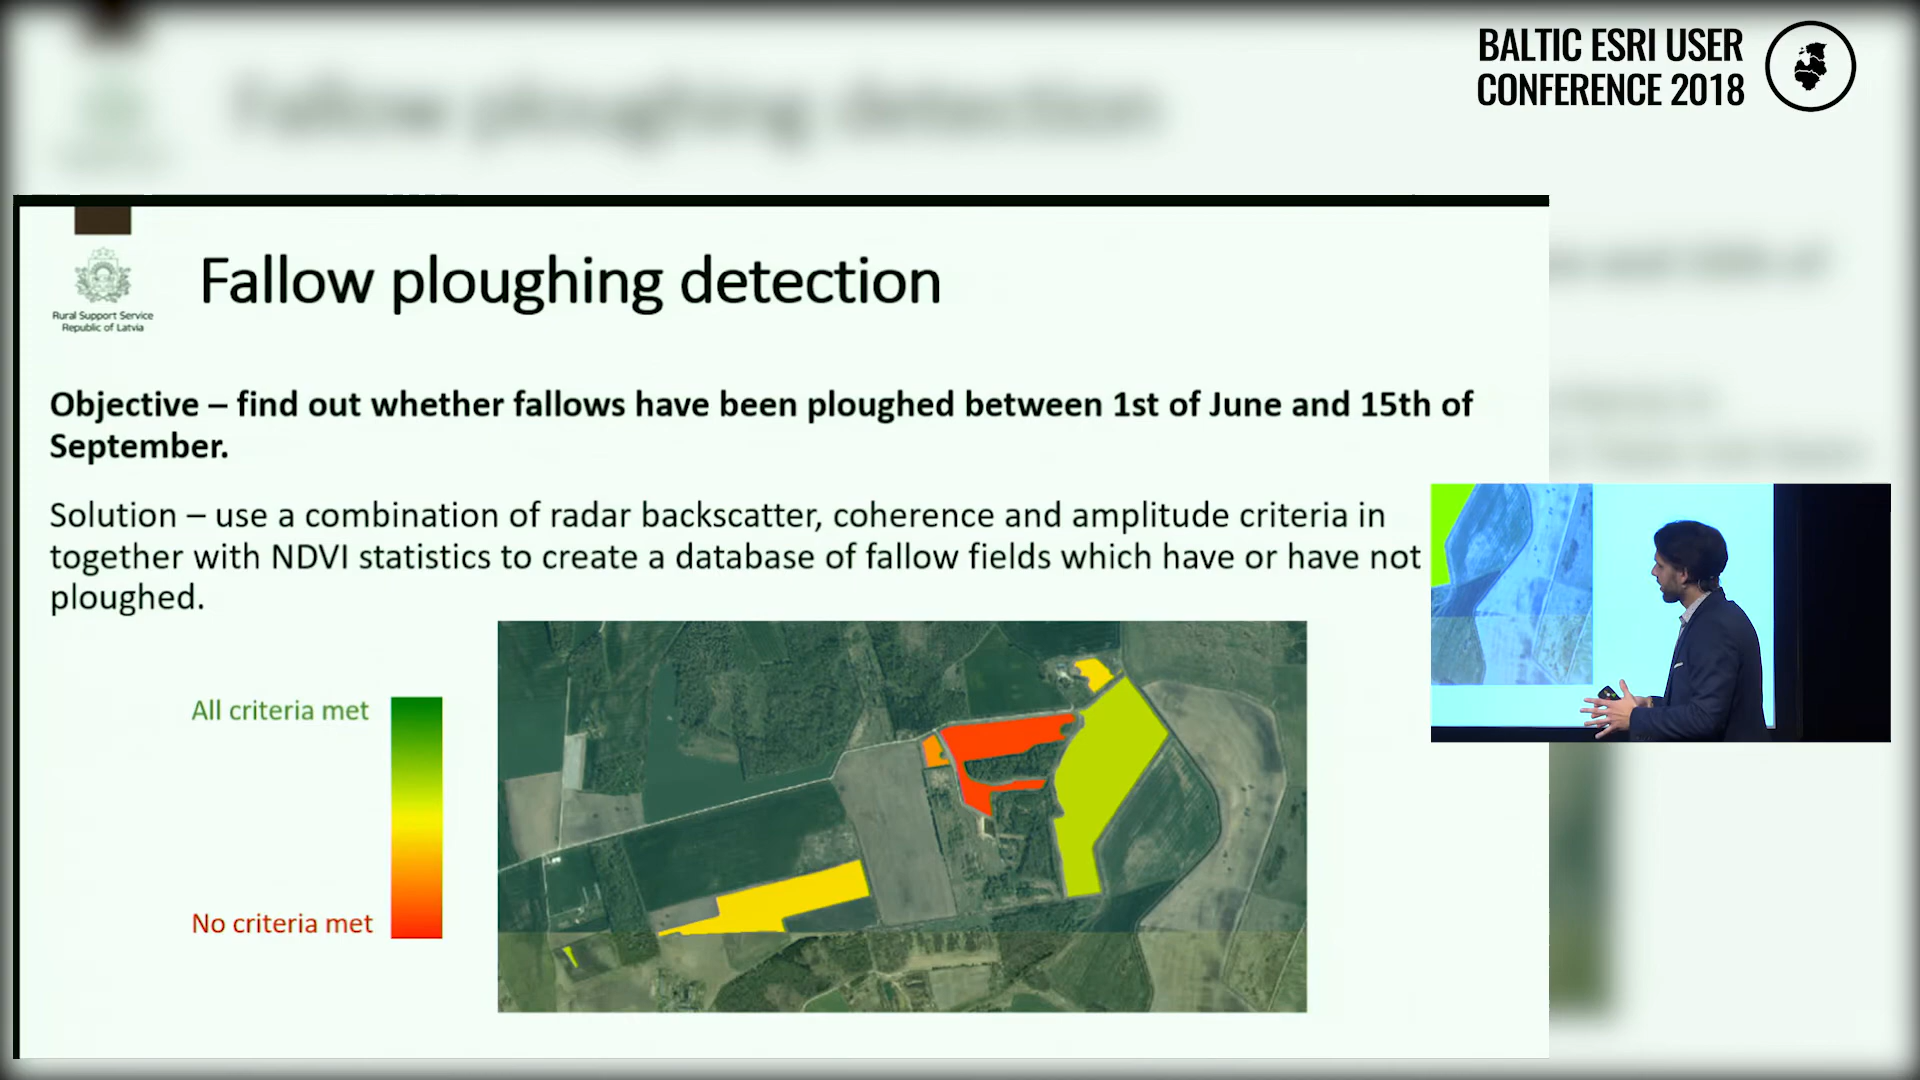 BALTIC ESRI USER
CONFERENCE 2018
Rural Support Service
Republic of Latvia
Fallow ploughing detection
Objective – find out whether fallows have been ploughed between 1st of June and 15th of
September.
Solution – use a combination of radar backscatter, coherence and amplitude criteria in
together with NDVI statistics to create a database of fallow fields which have or have not
ploughed.
All criteria met
No criteria met